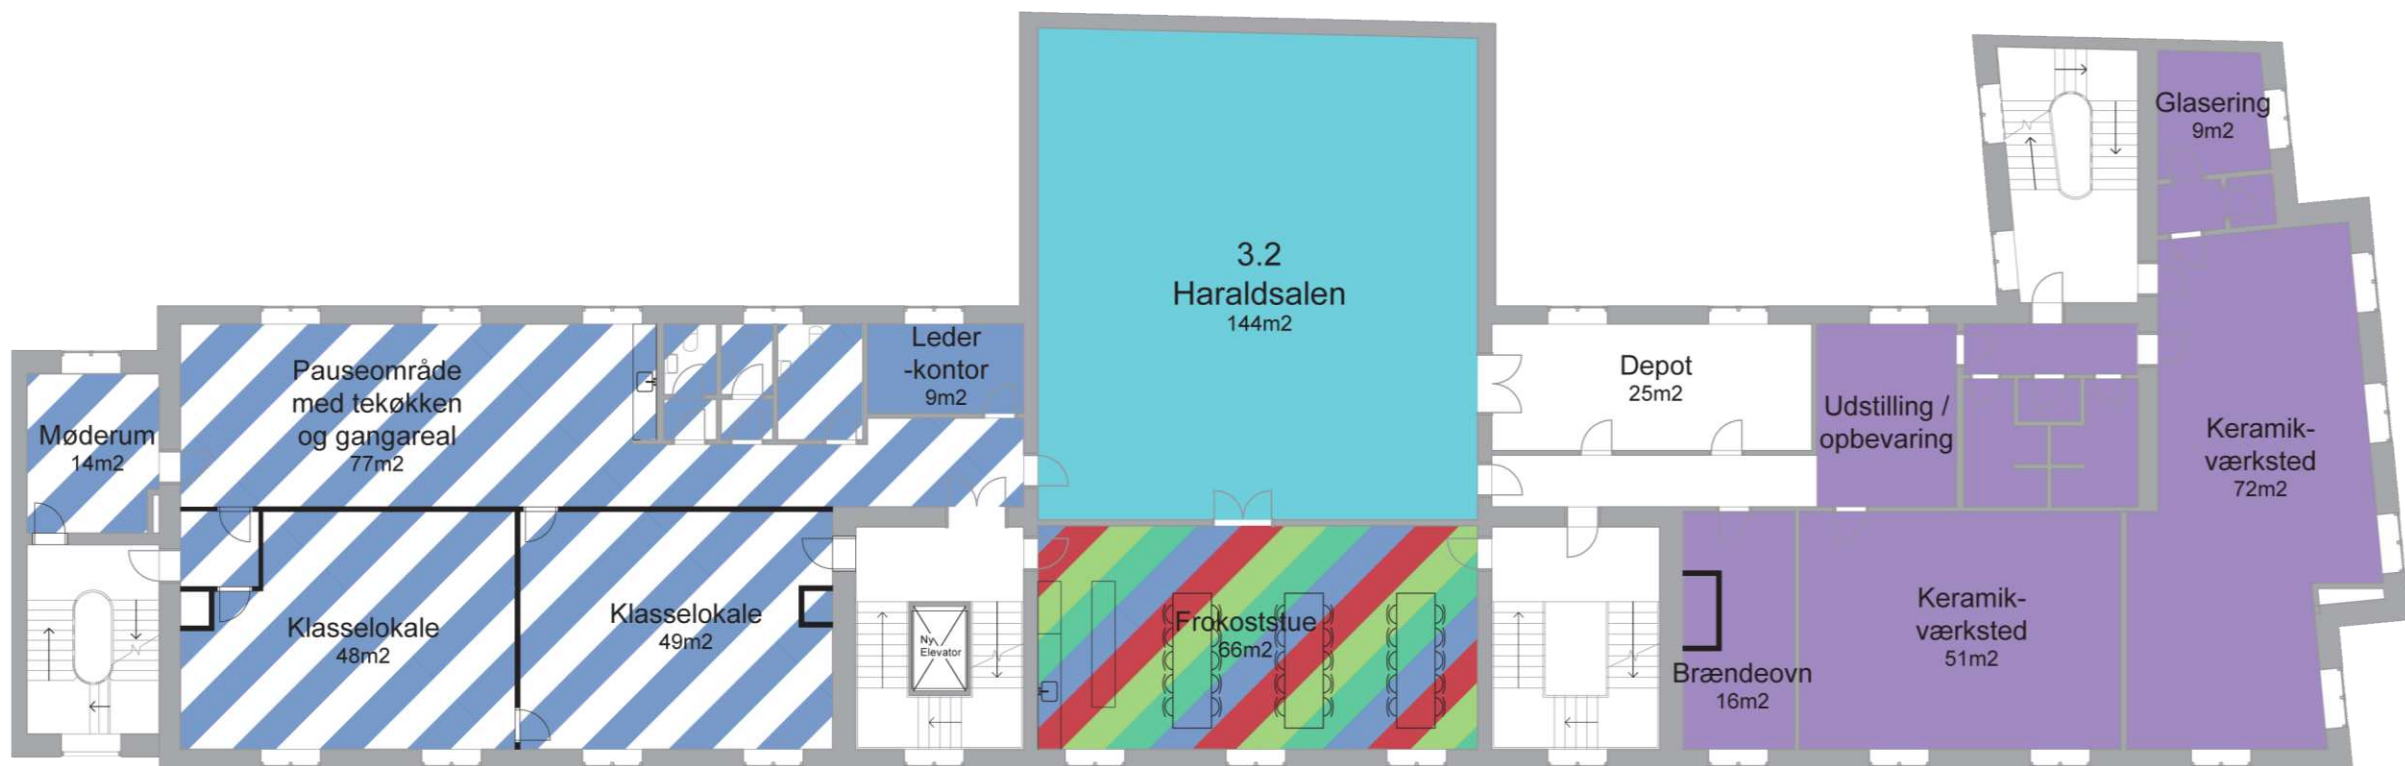 Møderum
14m2
Pauseområde
med tekøkken
og gangareal
77m2
Leder
-kontor
9m2
Klasselokale
48m2
Klasselokale
49m2
Ny
Elevator
3.2
Haraldsalen
144m2
Frokoststue
66m2
Depot
25m2
Udstilling /
opbevaring
Glasering
9m2
Keramik-
værksted
72m2
Brændeovn
16m2
Keramik-
værksted
51m2